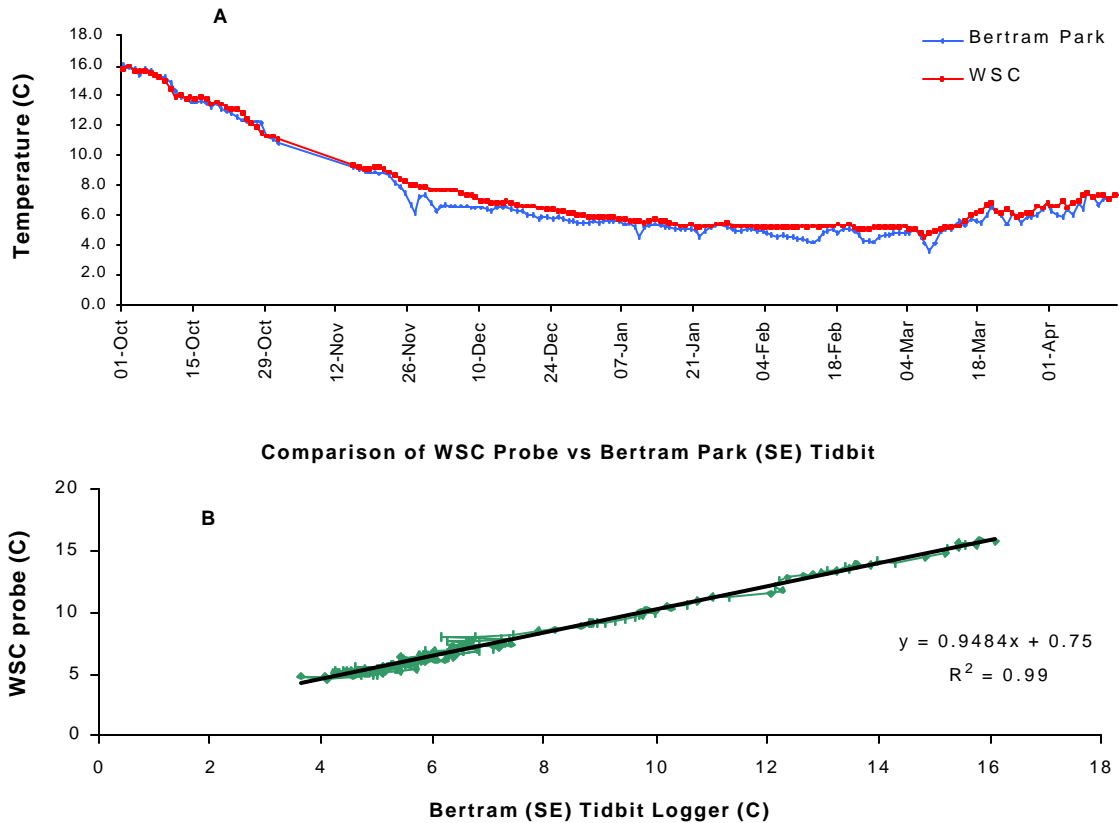 A
18.0
16.0
14.0
12.0
10.0
8.0
6.0
4.0
2.0
0.0
Temperature (C)
Bertram Park
WSC
01-Oct
15-Oct
29-Oct
12-Nov
26-Nov
10-Dec
24-Dec
07-Jan
21-Jan
04-Feb
18-Feb
04-Mar
18-Mar
01-Apr
Comparison of WSC Probe vs Bertram Park (SE) Tidbit
B
20
15
10
5
0
WSC probe (C)
y = 0.9484x + 0.75
R² = 0.99
0 2 4 6 8 10 12 14 16 18
Bertram (SE) Tidbit Logger (C)